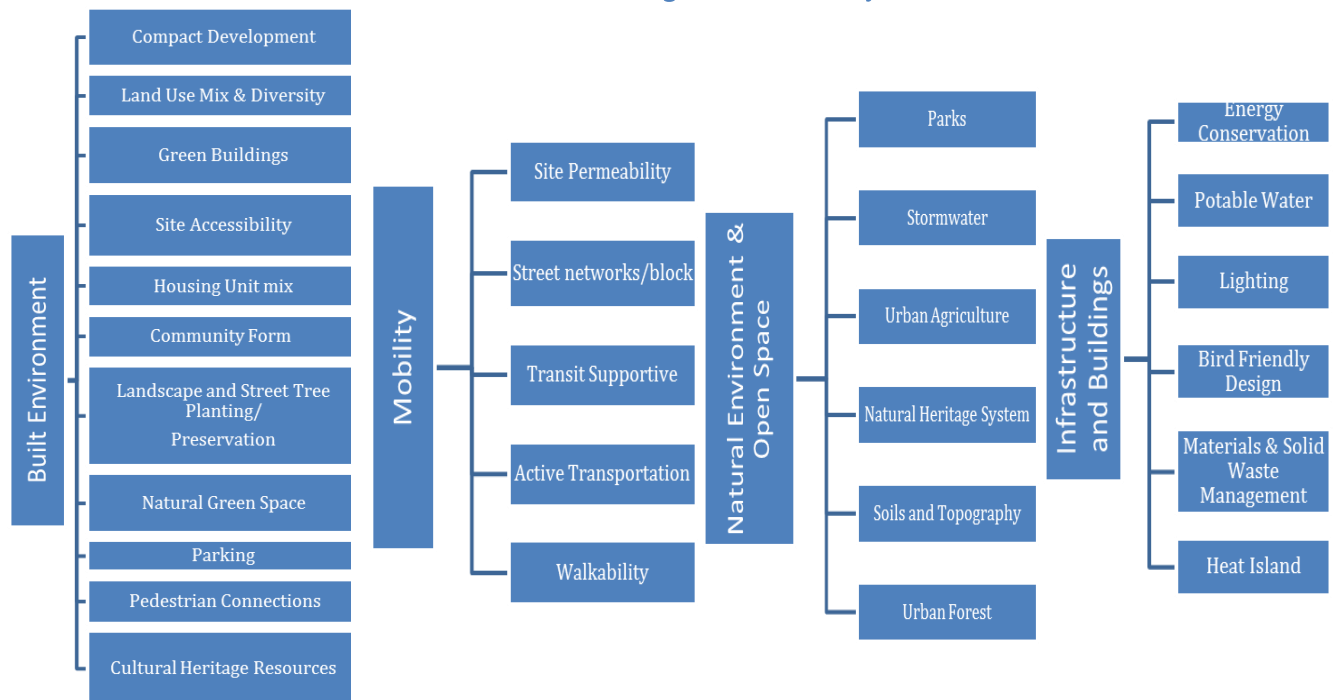 Built Environment
Compact Development
Land Use Mix & Diversity
Green Buildings
Site Accessibility
Housing Unit mix
Community Form
Landscape and Street Tree
Planting/
Preservation
Natural Green Space
Parking
Pedestrian Connections
Cultural Heritage Resources
Mobility
Site Permeability
Street networks/block
Transit Supportive
Active Transportation
Walkability
Natural Environment &
Open Space
Parks
Stormwater
Urban Agriculture
Natural Heritage System
Soils and Topography
Urban Forest
Infrastructure
and Buildings
Energy
Conservation
Potable Water
Lighting
Bird Friendly
Design
Materials & Solid
Waste
Management
Heat Island